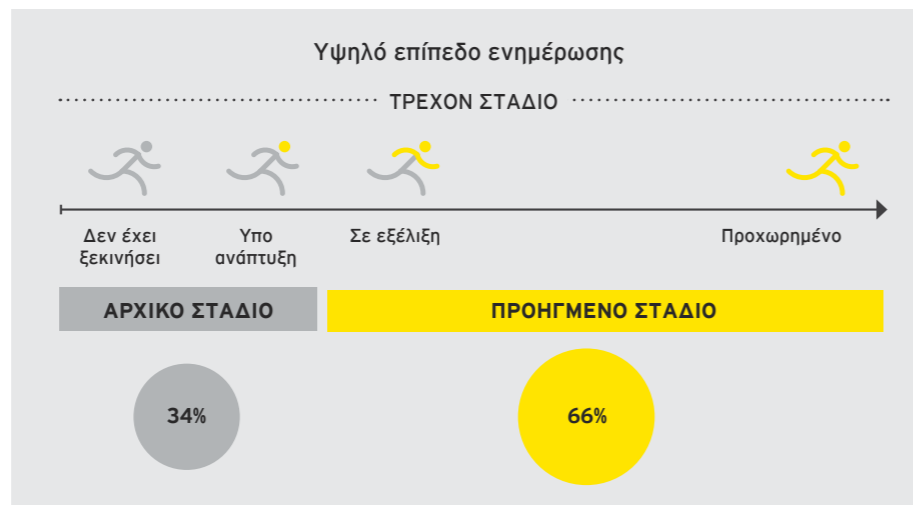 Υψηλό επίπεδο ενημέρωσης
ΤΡΕΧΟΝ ΣΤΑΔΙΟ
Δεν έχει
ξεκινήσει
Υπο
ανάπτυξη
Σε εξέλιξη
Προχωρημένο
ΑΡΧΙΚΟ ΣΤΑΔΙΟ
ΠΡΟΗΓΜΕΝΟ ΣΤΑΔΙΟ
34%
66%